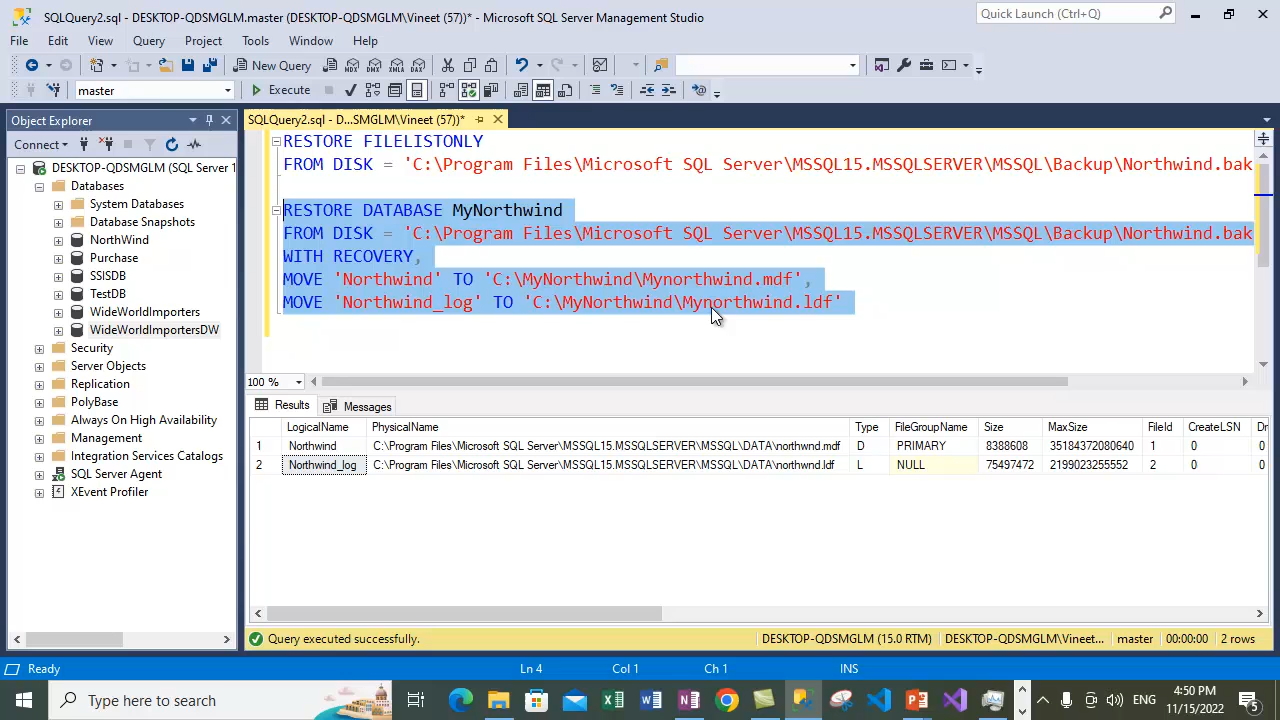 SQLQuery2.sql - DESKTOP-QDSMGLM.master (DESKTOP-QDSMGLM\Vineet (57))* - Microsoft SQL Server Management Studio
Quick Launch (Ctrl+Q)
File Edit View Query Project Tools Window Help
New Query
MDX DMX XMLA DAX
master
Execute
Object Explorer
SQLQuery2.sql - D...SMGLM\Vineet (57))*
Connect
DESKTOP-QDSMGLM (SQL Server 1
Databases
System Databases
Database Snapshots
NorthWind
Purchase
SSISDB
TestDB
WideWorldImporters
WideWorldImportersDW
Security
Server Objects
Replication
PolyBase
Always On High Availability
Management
Integration Services Catalogs
SQL Server Agent
XEvent Profiler
RESTORE FILELISTONLY
FROM DISK = 'C:\Program Files\Microsoft SQL Server\MSSQL15.MSSQLSERVER\MSSQL\Backup\Northwind.bak
RESTORE DATABASE MyNorthwind
FROM DISK = 'C:\Program Files\Microsoft SQL Server\MSSQL15.MSSQLSERVER\MSSQL\Backup\Northwind.bak
WITH RECOVERY,
MOVE 'Northwind' TO 'C:\MyNorthwind\Mynorthwind.mdf',
MOVE 'Northwind_log' TO 'C:\MyNorthwind\Mynorthwind.ldf'
100 %
Results Messages
LogicalName PhysicalName Type FileGroupName Size MaxSize FileId CreateLSN Dr
1 Northwind C:\Program Files\Microsoft SQL Server\MSSQL15.MSSQLSERVER\MSSQL\DATA\northwnd.mdf D PRIMARY 8388608 35184372080640 1 0 0
2 Northwind_log C:\Program Files\Microsoft SQL Server\MSSQL15.MSSQLSERVER\MSSQL\DATA\northwnd.ldf L NULL 75497472 2199023255552 2 0 0
Query executed successfully. DESKTOP-QDSMGLM (15.0 RTM) DESKTOP-QDSMGLM\Vineet... master 00:00:00 2 rows
Ready Ln 4 Col 1 Ch 1 INS
Type here to search
ENG
4:50 PM
11/15/2022
5